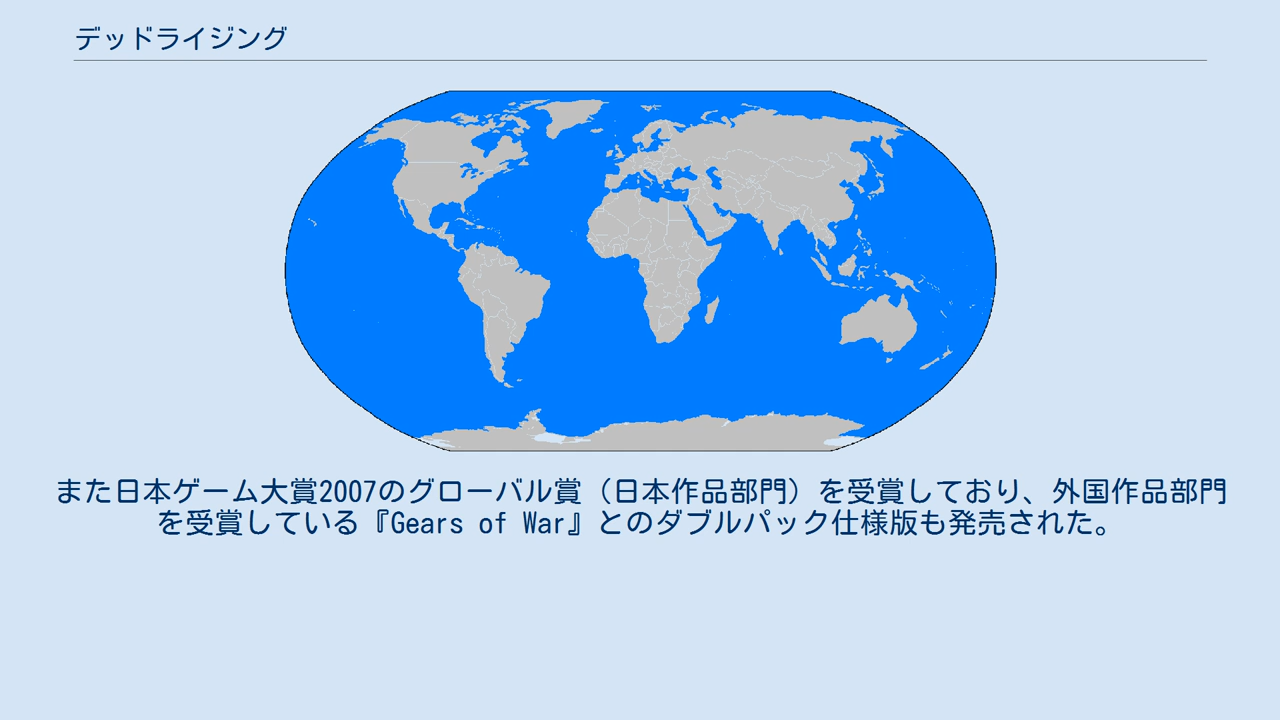 デッドライジング
また日本ゲーム大賞2007のグローバル賞（日本作品部門）を受賞しており、外国作品部門
を受賞している『Gears of War』とのダブルパック仕様版も発売された。